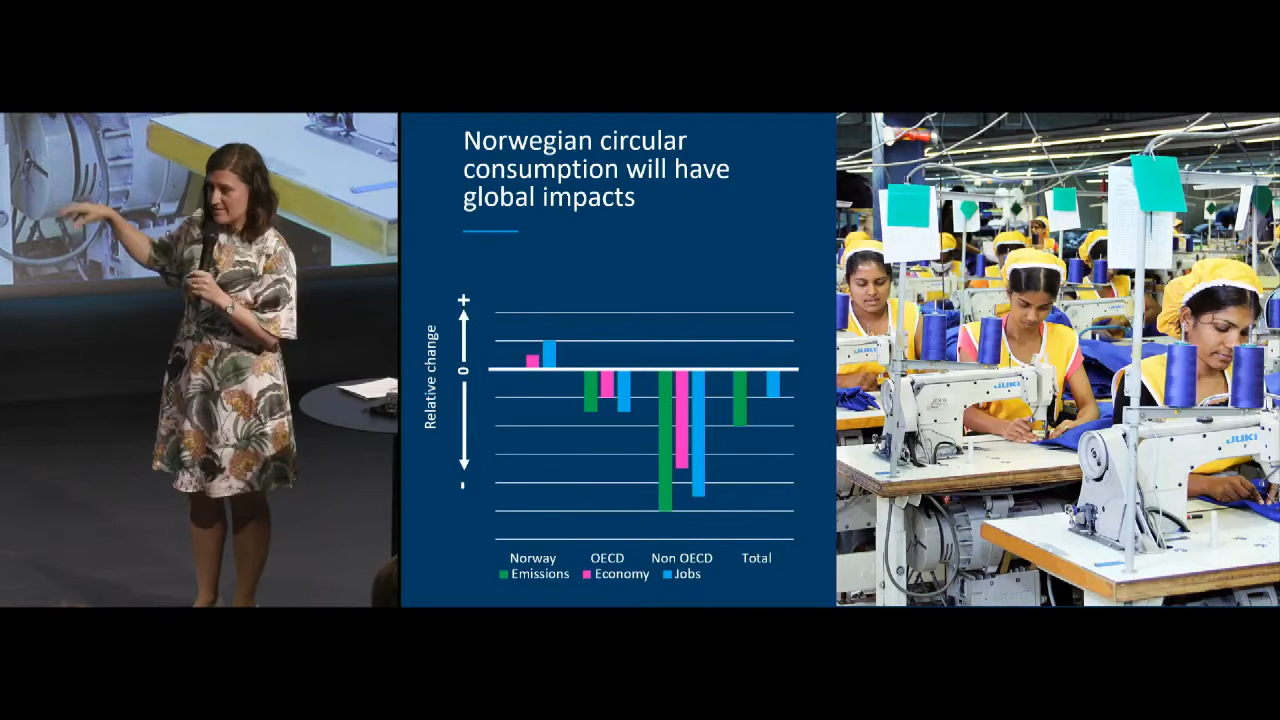 Norwegian circular
consumption will have
global impacts
+
0
-
Relative change
Norway OECD Non OECD Total
Emissions Economy Jobs
JUKI
JUKI
JUKI